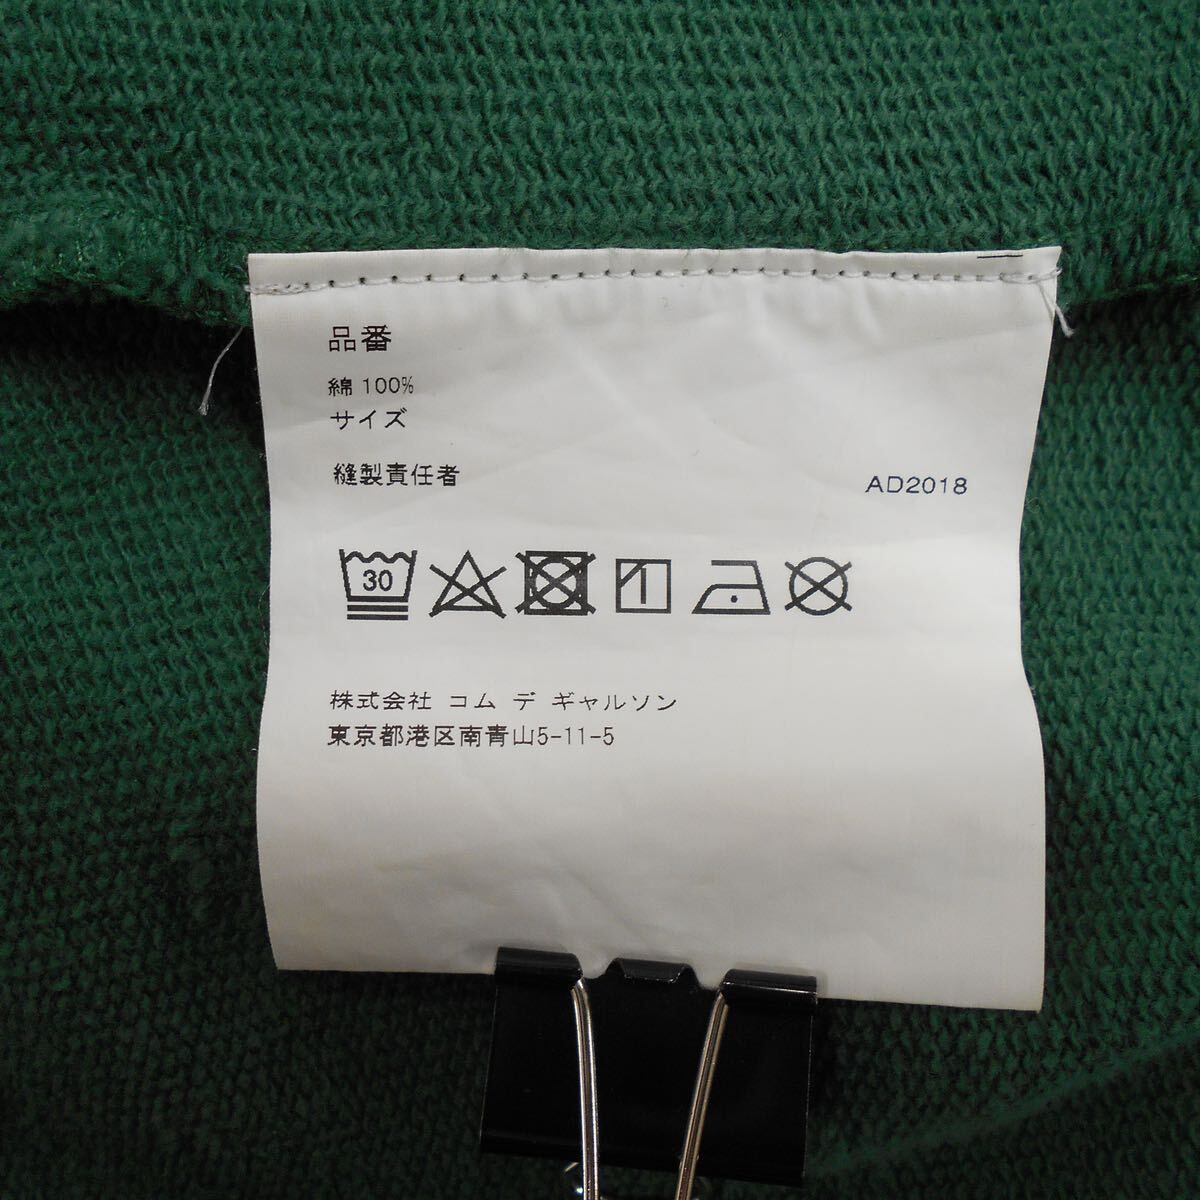 品番
綿 100%
サイズ
縫製責任者
AD2018
30
株式会社 コム デ ギャルソン
東京都港区南青山5-11-5